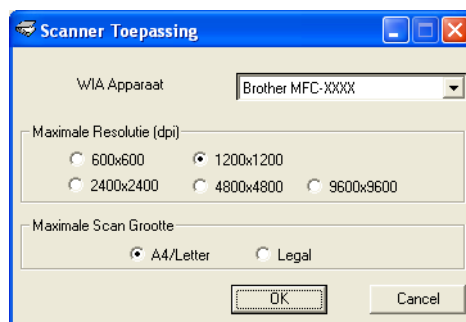 Scanner Toepassing
WIA Apparaat Brother MFC-XXXX
Maximale Resolutie (dpi)
600x600 1200x1200
2400x2400 4800x4800 9600x9600
Maximale Scan Grootte
A4/Letter Legal
OK Cancel